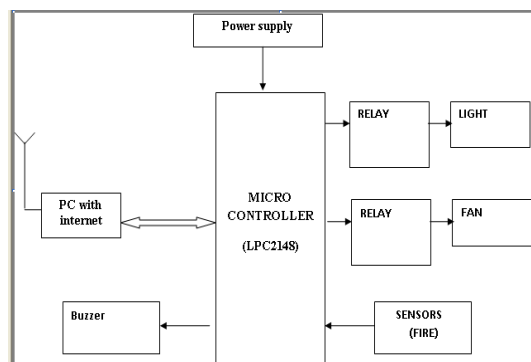 Power supply
RELAY
LIGHT
PC with
internet
MICRO
CONTROLLER
(LPC2148)
RELAY
FAN
Buzzer
SENSORS
(FIRE)